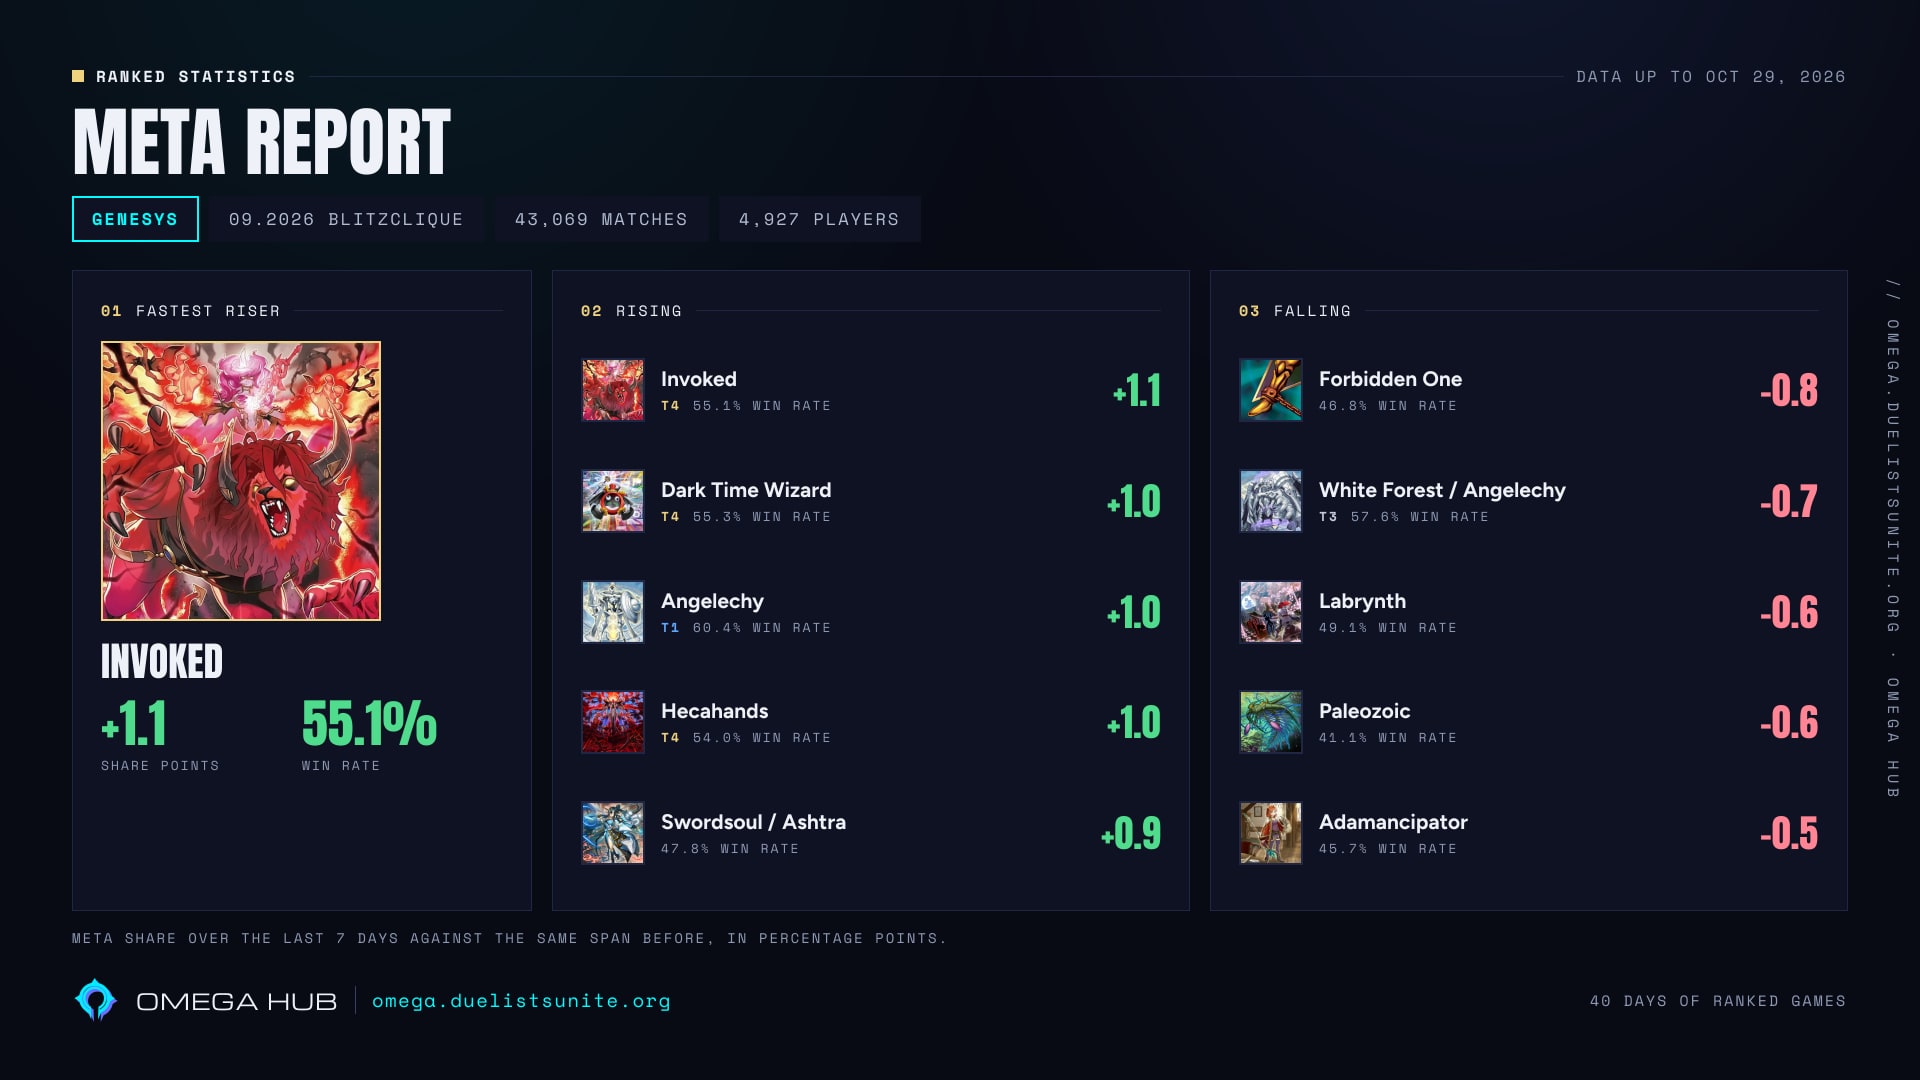 RANKED STATISTICS
DATA UP TO OCT 29, 2026
META REPORT
GENESYS
09.2026 BLITZCLIQUE
43,069 MATCHES
4,927 PLAYERS
01 FASTEST RISER
INVOKED
+1.1
SHARE POINTS
55.1%
WIN RATE
02 RISING
Invoked
T4 55.1% WIN RATE
+1.1
Dark Time Wizard
T4 55.3% WIN RATE
+1.0
Angelechy
T1 60.4% WIN RATE
+1.0
Hecahands
T4 54.0% WIN RATE
+1.0
Swordsoul / Ashtra
47.8% WIN RATE
+0.9
03 FALLING
Forbidden One
46.8% WIN RATE
-0.8
White Forest / Angelechy
T3 57.6% WIN RATE
-0.7
Labrynth
49.1% WIN RATE
-0.6
Paleozoic
41.1% WIN RATE
-0.6
Adamancipator
45.7% WIN RATE
-0.5
// OMEGA.DUELISTSUNITE.ORG · OMEGA HUB
META SHARE OVER THE LAST 7 DAYS AGAINST THE SAME SPAN BEFORE, IN PERCENTAGE POINTS.
OMEGA HUB
omega.duelistsunite.org
40 DAYS OF RANKED GAMES